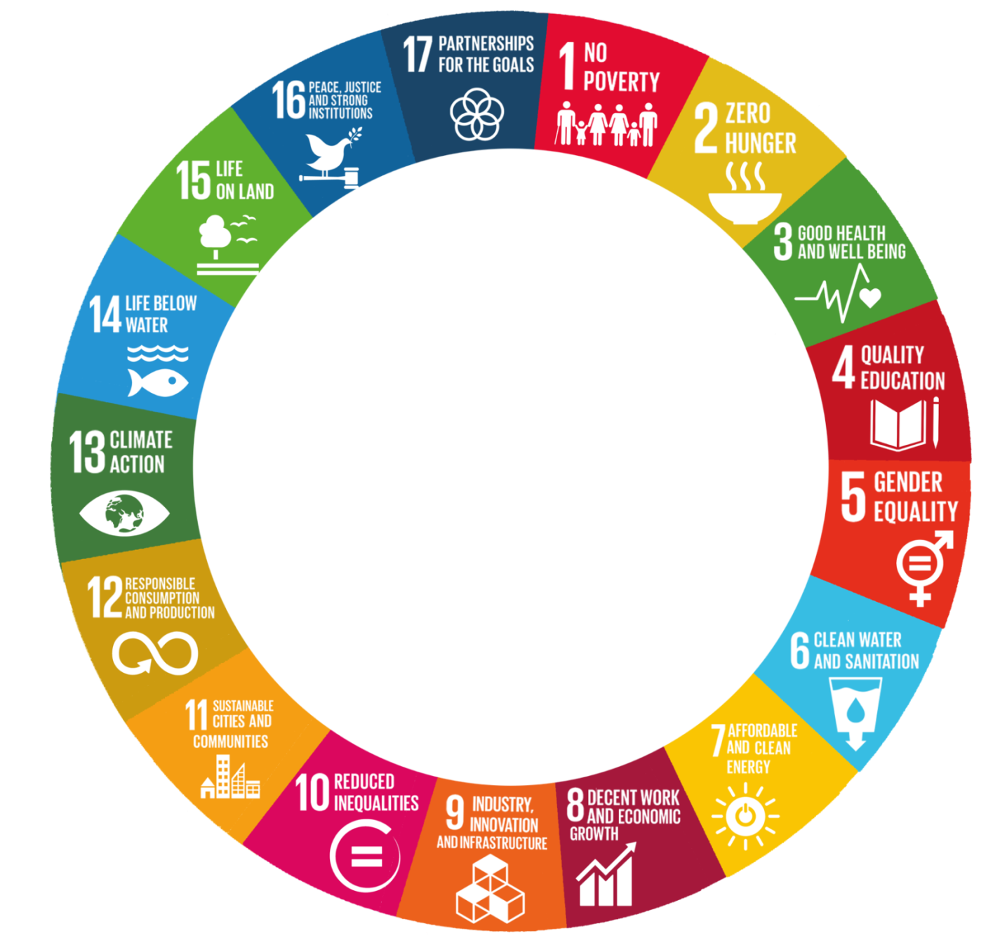 1 NO
POVERTY
2 ZERO
HUNGER
3 GOOD HEALTH
AND WELL BEING
4 QUALITY
EDUCATION
5 GENDER
EQUALITY
6 CLEAN WATER
AND SANITATION
7 AFFORDABLE
AND CLEAN
ENERGY
8 DECENT WORK
AND ECONOMIC
GROWTH
9 INDUSTRY,
INNOVATION
AND INFRASTRUCTURE
10 REDUCED
INEQUALITIES
11 SUSTAINABLE
CITIES AND
COMMUNITIES
12 RESPONSIBLE
CONSUMPTION
AND PRODUCTION
13 CLIMATE
ACTION
14 LIFE BELOW
WATER
15 LIFE
ON LAND
16 PEACE, JUSTICE
AND STRONG
INSTITUTIONS
17 PARTNERSHIPS
FOR THE GOALS